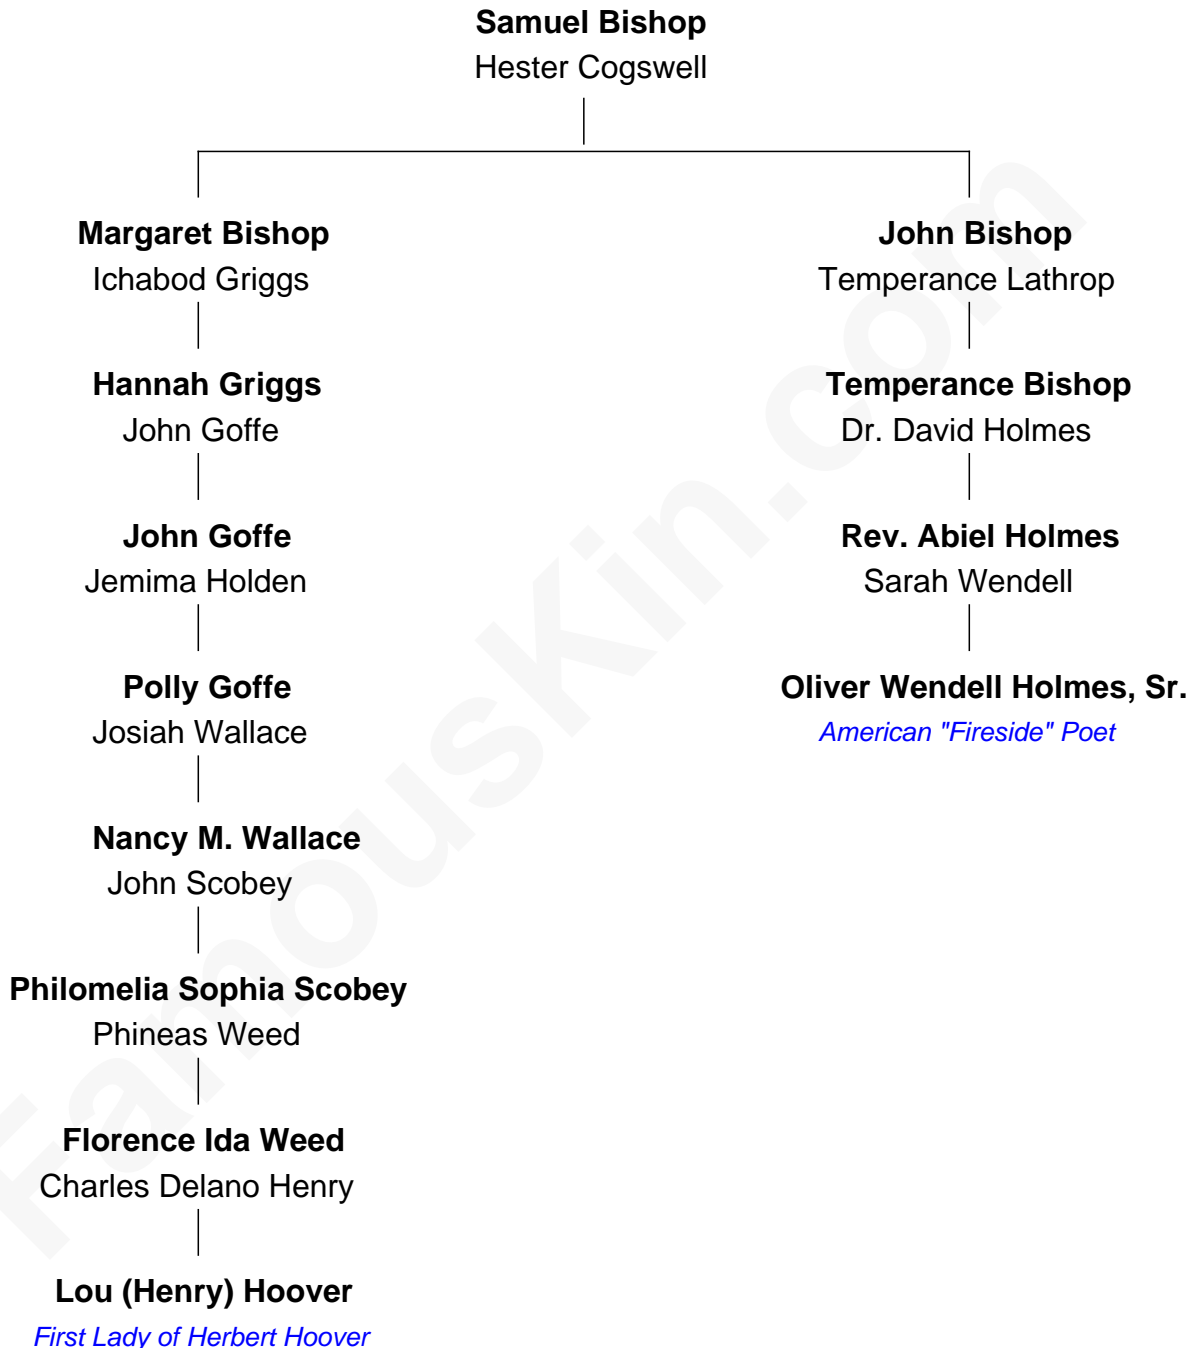 Samuel Bishop
Hester Cogswell
Margaret Bishop
Ichabod Griggs
John Bishop
Temperance Lathrop
Hannah Griggs
John Goffe
Temperance Bishop
Dr. David Holmes
John Goffe
Jemima Holden
Rev. Abiel Holmes
Sarah Wendell
Polly Goffe
Josiah Wallace
Oliver Wendell Holmes, Sr.
American "Fireside" Poet
Nancy M. Wallace
John Scobey
Philomelia Sophia Scobey
Phineas Weed
Florence Ida Weed
Charles Delano Henry
Lou (Henry) Hoover
First Lady of Herbert Hoover
FamousKin.com